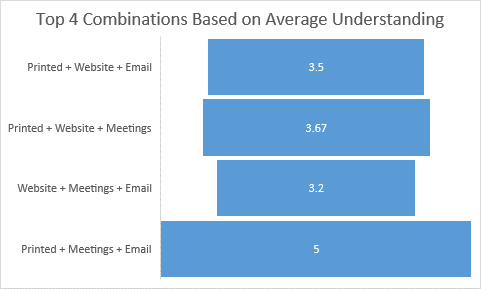 Top 4 Combinations Based on Average Understanding
Printed + Website + Email
3.5
Printed + Website + Meetings
3.67
Website + Meetings + Email
3.2
Printed + Meetings + Email
5